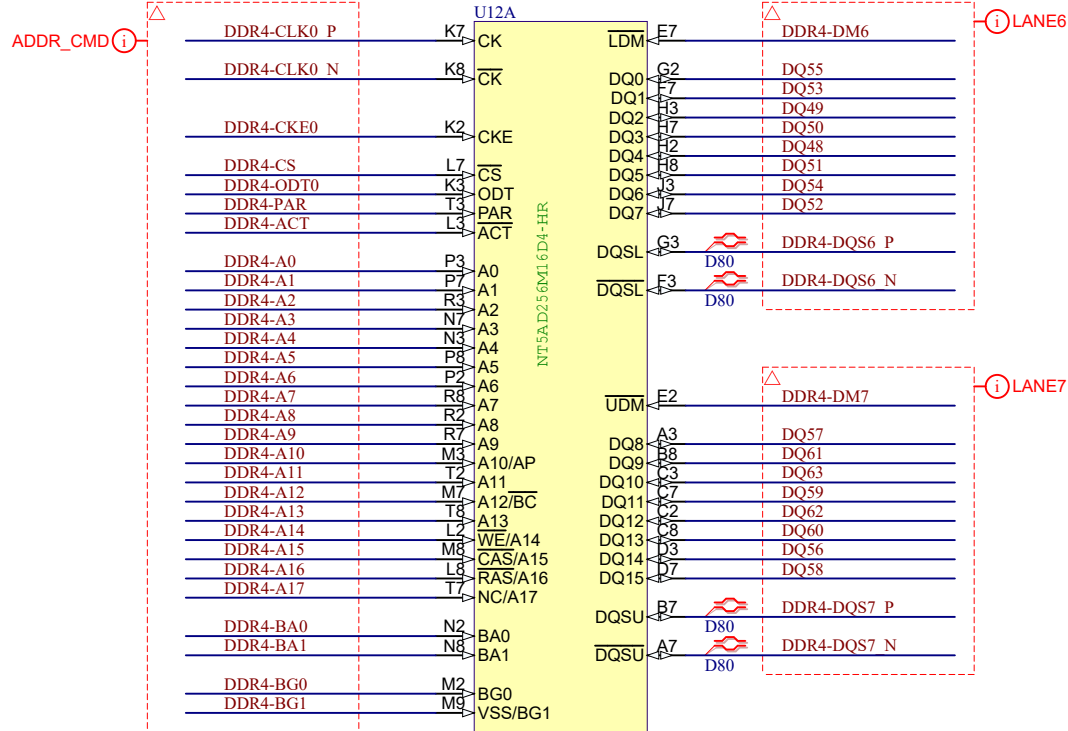 U12A
ADDR_CMD i
LANE6 i
DDR4-CLK0_P K7 CK LDM E7 DDR4-DM6
DDR4-CLK0_N K8 CK DQ0 G2 DQ55
DQ1 F7 DQ53
DQ2 H3 DQ49
DDR4-CKE0 K2 CKE DQ3 H7 DQ50
DQ4 H2 DQ48
DDR4-CS L7 CS DQ5 H8 DQ51
DDR4-ODT0 K3 ODT DQ6 J3 DQ54
DDR4-PAR T3 PAR DQ7 J7 DQ52
DDR4-ACT L3 ACT
DQSL G3 D80 DDR4-DQS6_P
DDR4-A0 P3 A0
DDR4-A1 P7 A1 DQSL F3 D80 DDR4-DQS6_N
DDR4-A2 R3 A2
DDR4-A3 N7 A3
DDR4-A4 N3 A4
DDR4-A5 P8 A5
DDR4-A6 P2 A6
LANE7 i
DDR4-A7 R8 A7 UDM E2 DDR4-DM7
DDR4-A8 R2 A8
DDR4-A9 R7 A9 DQ8 A3 DQ57
DDR4-A10 M3 A10/AP DQ9 B8 DQ61
DDR4-A11 T2 A11 DQ10 C3 DQ63
DDR4-A12 M7 A12/BC DQ11 C7 DQ59
DDR4-A13 T8 A13 DQ12 C2 DQ62
DDR4-A14 L2 WE/A14 DQ13 C8 DQ60
DDR4-A15 M8 CAS/A15 DQ14 D3 DQ56
DDR4-A16 L8 RAS/A16 DQ15 D7 DQ58
DDR4-A17 T7 NC/A17
DQSU B7 D80 DDR4-DQS7_P
DDR4-BA0 N2 BA0
DDR4-BA1 N8 BA1 DQSU A7 D80 DDR4-DQS7_N
DDR4-BG0 M2 BG0
DDR4-BG1 M9 VSS/BG1
NT5AD256M16D4-HR